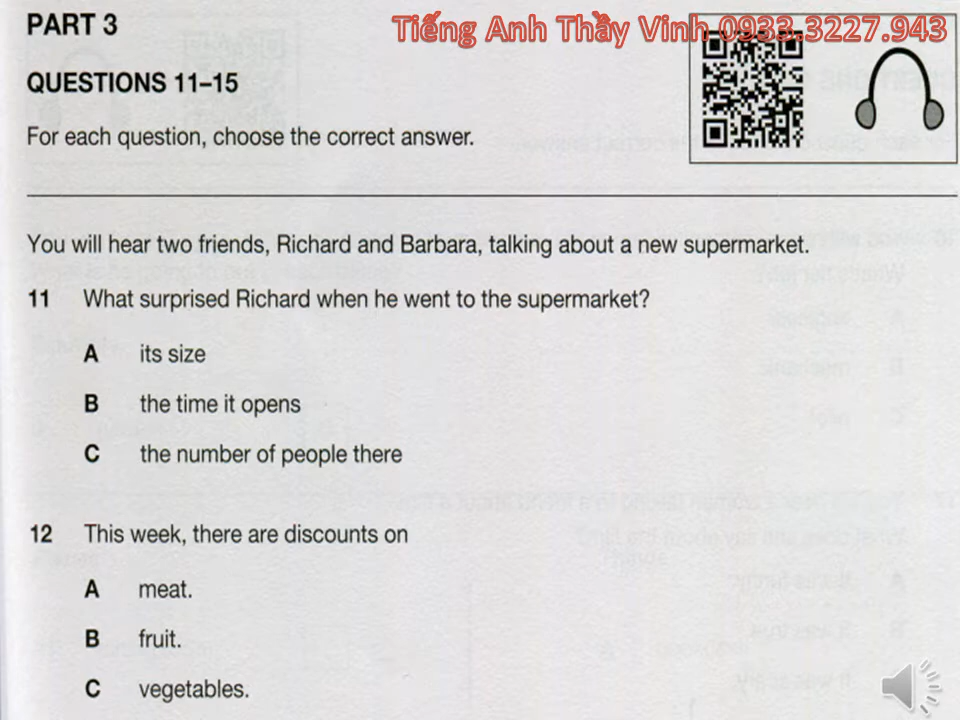 PART 3
Tiếng Anh Thầy Vinh 0933.3227.943
QUESTIONS 11–15
For each question, choose the correct answer.
You will hear two friends, Richard and Barbara, talking about a new supermarket.
11 What surprised Richard when he went to the supermarket?
A its size
B the time it opens
C the number of people there
12 This week, there are discounts on
A meat.
B fruit.
C vegetables.